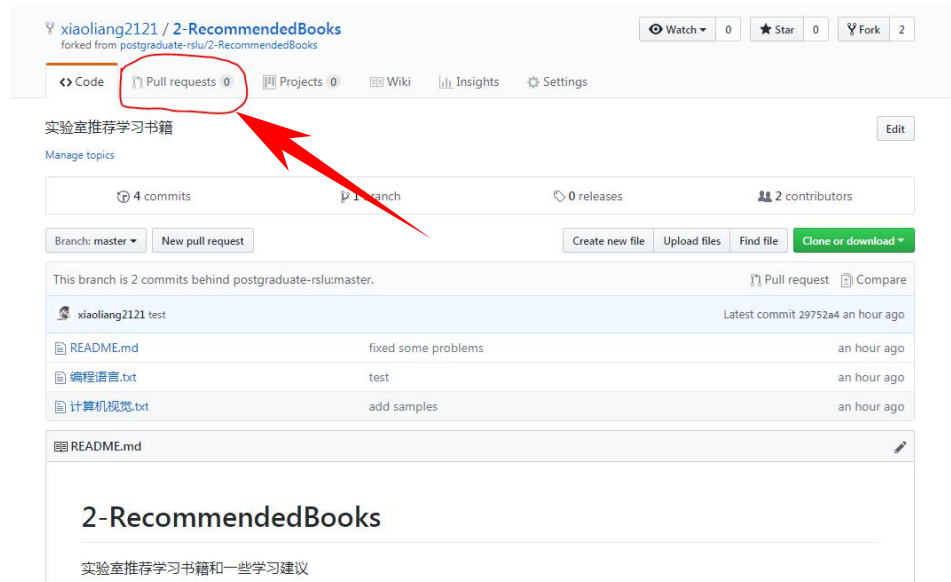 xiaoliang2121 / 2-RecommendedBooks
forked from postgraduate-rslu/2-RecommendedBooks
Watch 0 Star 0 Fork 2
Code Pull requests 0 Projects 0 Wiki Insights Settings
实验室推荐学习书籍
Edit
Manage topics
4 commits 1 branch 0 releases 2 contributors
Branch: master New pull request Create new file Upload files Find file Clone or download
This branch is 2 commits behind postgraduate-rslu:master. Pull request Compare
xiaoliang2121 test Latest commit 29752a4 an hour ago
README.md fixed some problems an hour ago
编程语言.txt test an hour ago
计算机视觉.txt add samples an hour ago
README.md
2-RecommendedBooks
实验室推荐学习书籍和一些学习建议